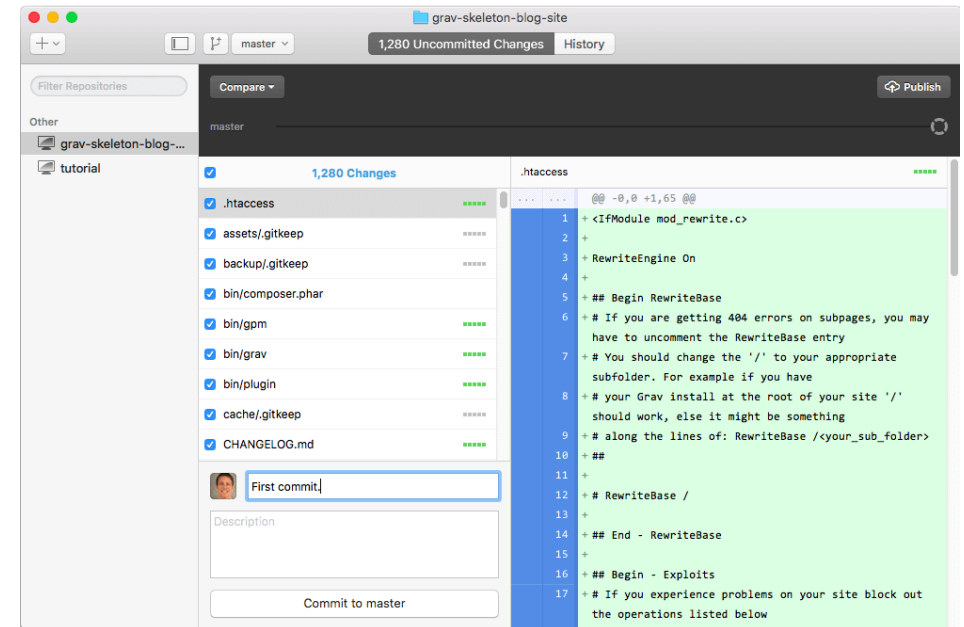 grav-skeleton-blog-site
master
1,280 Uncommitted Changes
History
Filter Repositories
Compare
Publish
Other
master
grav-skeleton-blog-...
tutorial
1,280 Changes
.htaccess
assets/.gitkeep
backup/.gitkeep
bin/composer.phar
bin/gpm
bin/grav
bin/plugin
cache/.gitkeep
CHANGELOG.md
First commit.
Description
Commit to master
.htaccess
... ... @@ -0,0 +1,65 @@
1 + <IfModule mod_rewrite.c>
2 +
3 + RewriteEngine On
4 +
5 + ## Begin RewriteBase
6 + # If you are getting 404 errors on subpages, you may
have to uncomment the RewriteBase entry
7 + # You should change the '/' to your appropriate
subfolder. For example if you have
8 + # your Grav install at the root of your site '/'
should work, else it might be something
9 + # along the lines of: RewriteBase /<your_sub_folder>
10 + ##
11 +
12 + # RewriteBase /
13 +
14 + ## End - RewriteBase
15 +
16 + ## Begin - Exploits
17 + # If you experience problems on your site block out
the operations listed below